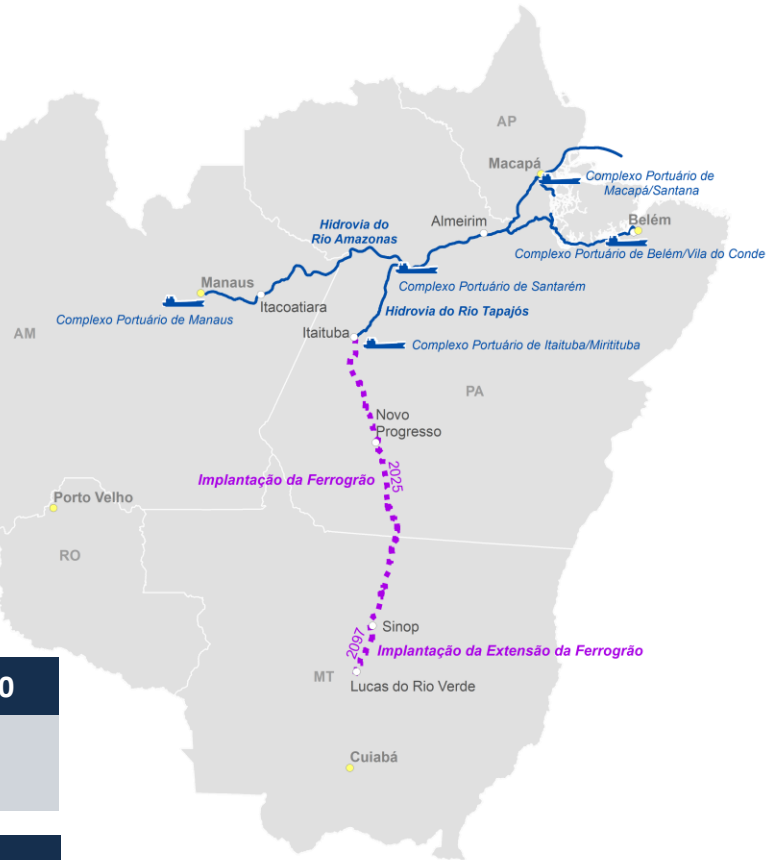 AP
Macapá
Complexo Portuário de
Macapá/Santana
Almeirim
Belém
Hidrovia do
Rio Amazonas
Complexo Portuário de Belém/Vila do Conde
Manaus
Complexo Portuário de Santarém
Itacoatiara
Hidrovia do Rio Tapajós
Complexo Portuário de Manaus
AM
Itaituba
Complexo Portuário de Itaituba/Miritituba
PA
Novo
Progresso
Implantação da Ferrogrão
2025
Porto Velho
RO
Sinop
2097
Implantação da Extensão da Ferrogrão
MT
Lucas do Rio Verde
0
Cuiabá